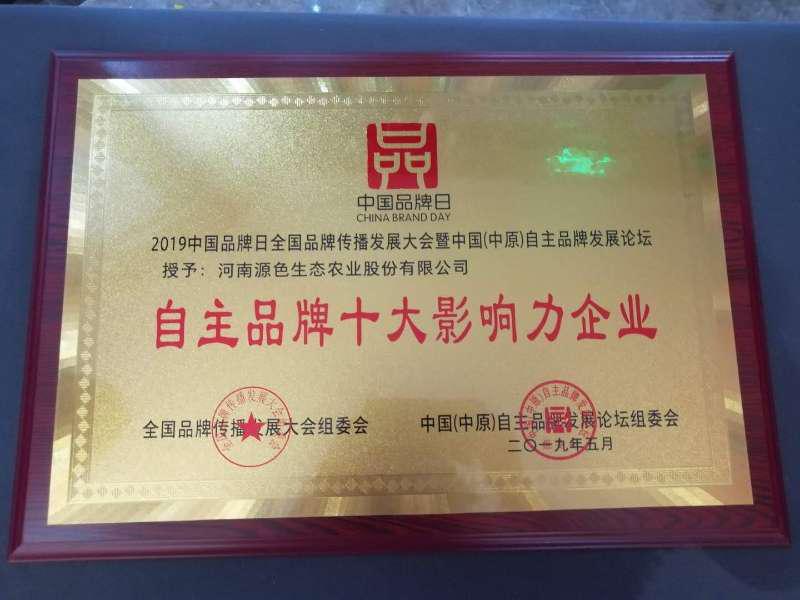 中国品牌日
CHINA BRAND DAY
2019中国品牌日全国品牌传播发展大会暨中国(中原)自主品牌发展论坛
授予：河南源色生态农业股份有限公司
自主品牌十大影响力企业
全国品牌传播发展大会组委会
中国(中原)自主品牌发展论坛组委会
二〇一九年五月